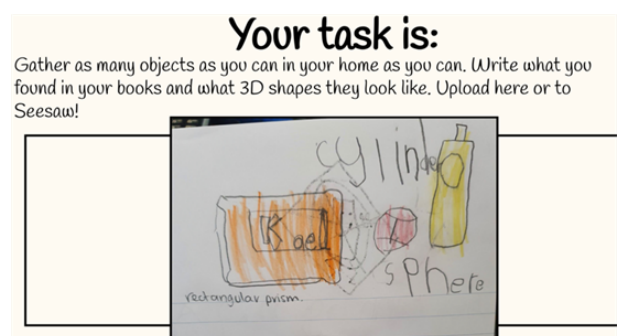 Your task is:
Gather as many objects as you can in your home as you can. Write what you
found in your books and what 3D shapes they look like. Upload here or to
Seesaw!
cylinder
Kael
sphere
rectangular prism.